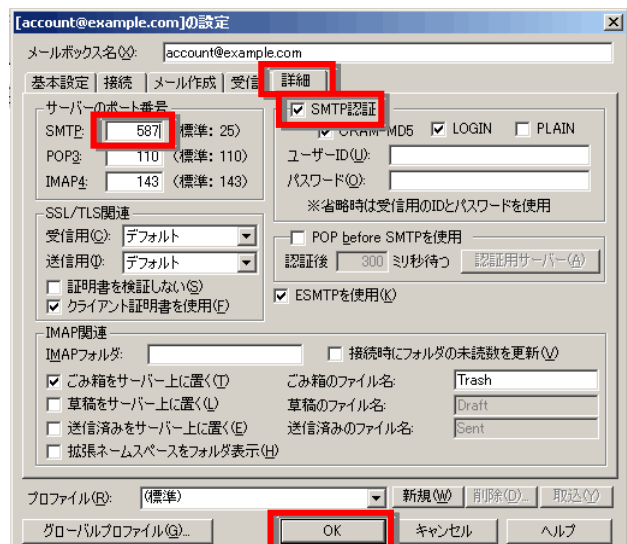 [account@example.com]の設定
メールボックス名(X): account@example.com
基本設定 接続 メール作成 受信 詳細
サーバーのポート番号
SMTP: 587 (標準: 25)
POP3: 110 (標準: 110)
IMAP4: 143 (標準: 143)
SMTP認証
CRAM-MD5 LOGIN PLAIN
ユーザーID(U):
パスワード(O):
※省略時は受信用のIDとパスワードを使用
SSL/TLS関連
受信用(C): デフォルト
送信用(I): デフォルト
証明書を検証しない(S)
クライアント証明書を使用(F)
POP before SMTPを使用
認証後 300 ミリ秒待つ 認証用サーバー(A)
ESMTPを使用(K)
IMAP関連
IMAPフォルダ: 接続時にフォルダの未読数を更新(V)
ごみ箱をサーバー上に置く(T) ごみ箱のファイル名: Trash
草稿をサーバー上に置く(L) 草稿のファイル名: Draft
送信済みをサーバー上に置く(E) 送信済みのファイル名: Sent
拡張ネームスペースをフォルダ表示(H)
プロファイル(R): (標準) 新規(W) 削除(D)... 取込(Y)
グローバルプロファイル(G)... OK キャンセル ヘルプ